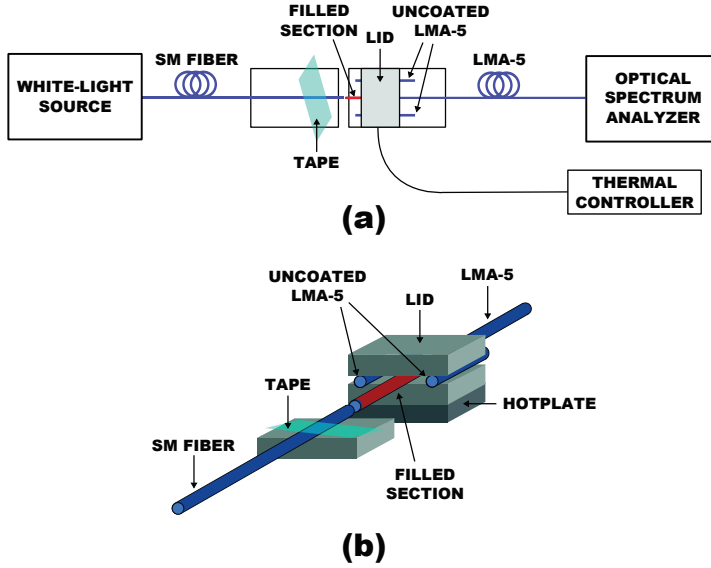 FILLED
SECTION
UNCOATED
LMA-5
LID
SM FIBER
LMA-5
WHITE-LIGHT
SOURCE
OPTICAL
SPECTRUM
ANALYZER
TAPE
THERMAL
CONTROLLER
(a)
UNCOATED
LMA-5
LMA-5
LID
TAPE
HOTPLATE
SM FIBER
FILLED
SECTION
(b)